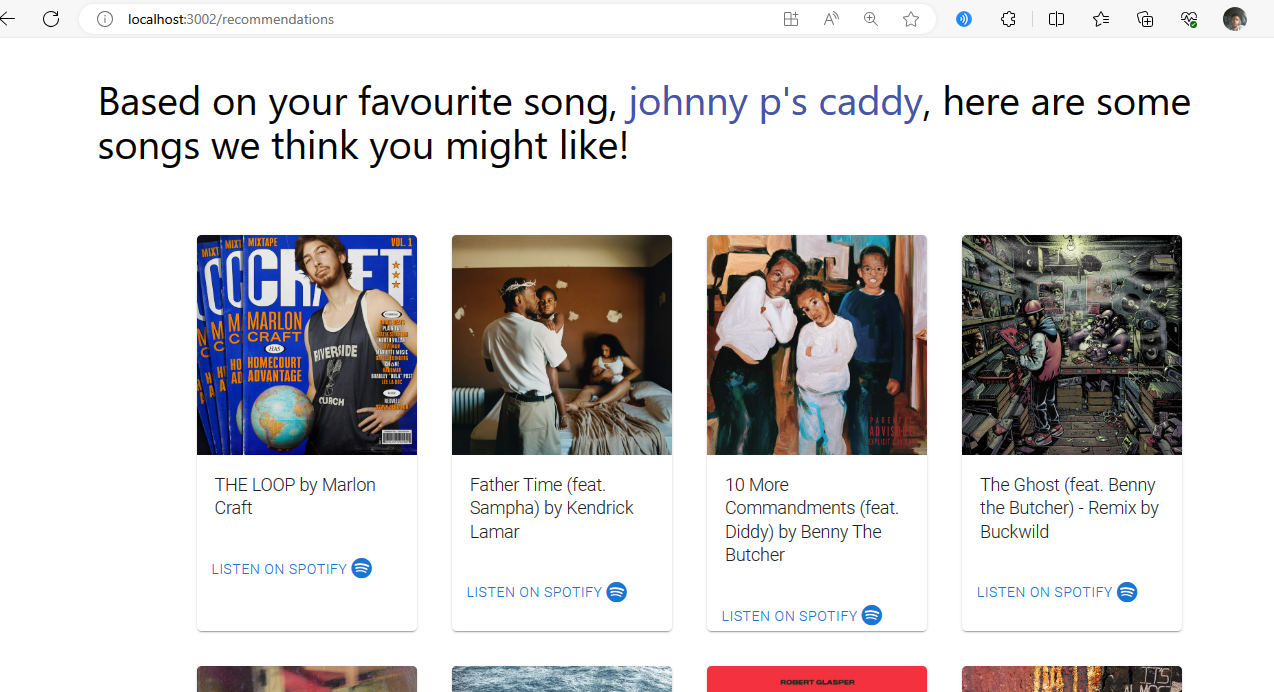 localhost:3002/recommendations
Based on your favourite song, johnny p's caddy, here are some
songs we think you might like!
MIXTAPE
VOL. 1
CRAFT
MARLON
CRAFT
HAS
HOMECOURT
ADVANTAGE
RIVERSIDE
CHURCH
PARENTAL
ADVISORY
EXPLICIT
THE LOOP by Marlon
Craft
LISTEN ON SPOTIFY
Father Time (feat.
Sampha) by Kendrick
Lamar
LISTEN ON SPOTIFY
10 More
Commandments (feat.
Diddy) by Benny The
Butcher
LISTEN ON SPOTIFY
The Ghost (feat. Benny
the Butcher) - Remix by
Buckwild
LISTEN ON SPOTIFY
ROBERT GLASPER
IT'S
ALMOST